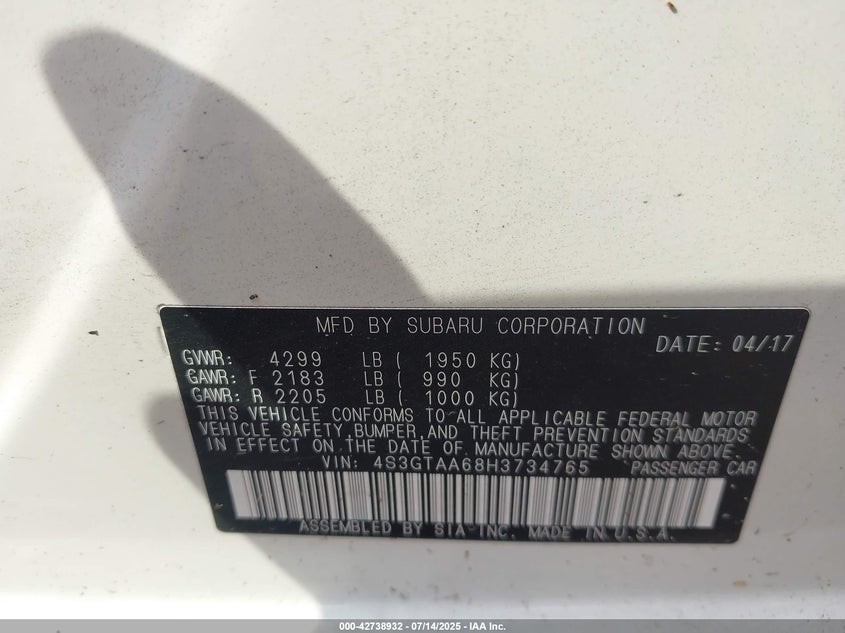 MFD BY SUBARU CORPORATION
DATE: 04/17
GVWR: 4299 LB ( 1950 KG)
GAWR: F 2183 LB ( 990 KG)
GAWR: R 2205 LB ( 1000 KG)
THIS VEHICLE CONFORMS TO ALL APPLICABLE FEDERAL MOTOR
VEHICLE SAFETY, BUMPER, AND THEFT PREVENTION STANDARDS
IN EFFECT ON THE DATE OF MANUFACTURE SHOWN ABOVE.
VIN: 4S3GTAA68H3734765 PASSENGER CAR
ASSEMBLED BY SIA-INC. MADE IN U.S.A.
000-42738932 - 07/14/2025 - IAA Inc.